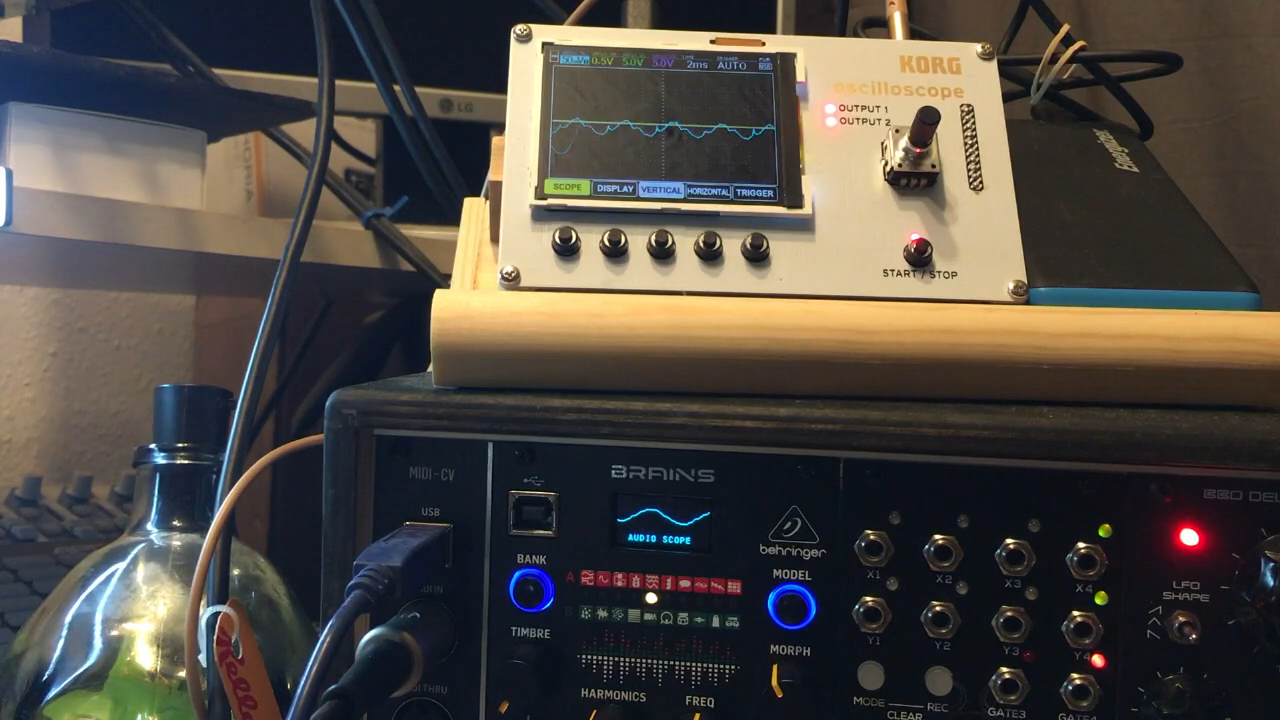 LG
0.5V 5.0V 5.0V 2ms AUTO
SCOPE DISPLAY VERTICAL HORIZONTAL TRIGGER
KORG
oscilloscope
OUTPUT 1
OUTPUT 2
START / STOP
Energizer
MIDI-CV
USB
BRAINS
AUDIO SCOPE
behringer
BANK
MODEL
TIMBRE
MORPH
HARMONICS
FREQ
X1 X2 X3 X4
Y1 Y2 Y3 Y4
MODE REC
CLEAR
GATE3
LFO
SHAPE